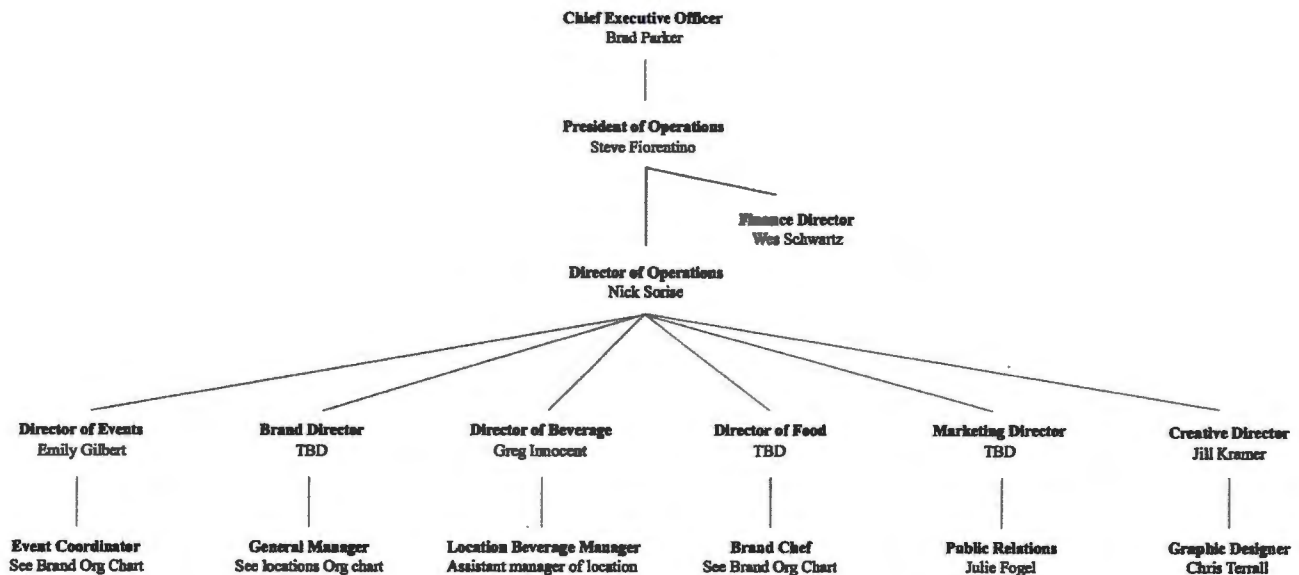 Chief Executive Officer
Brad Parker
President of Operations
Steve Fiorentino
Finance Director
Wes Schwartz
Director of Operations
Nick Sorise
Director of Events
Emily Gilbert
Brand Director
TBD
Director of Beverage
Greg Innocent
Director of Food
TBD
Marketing Director
TBD
Creative Director
Jill Kramer
Event Coordinator
See Brand Org Chart
General Manager
See locations Org chart
Location Beverage Manager
Assistant manager of location
Brand Chef
See Brand Org Chart
Public Relations
Julie Fogel
Graphic Designer
Chris Terrall